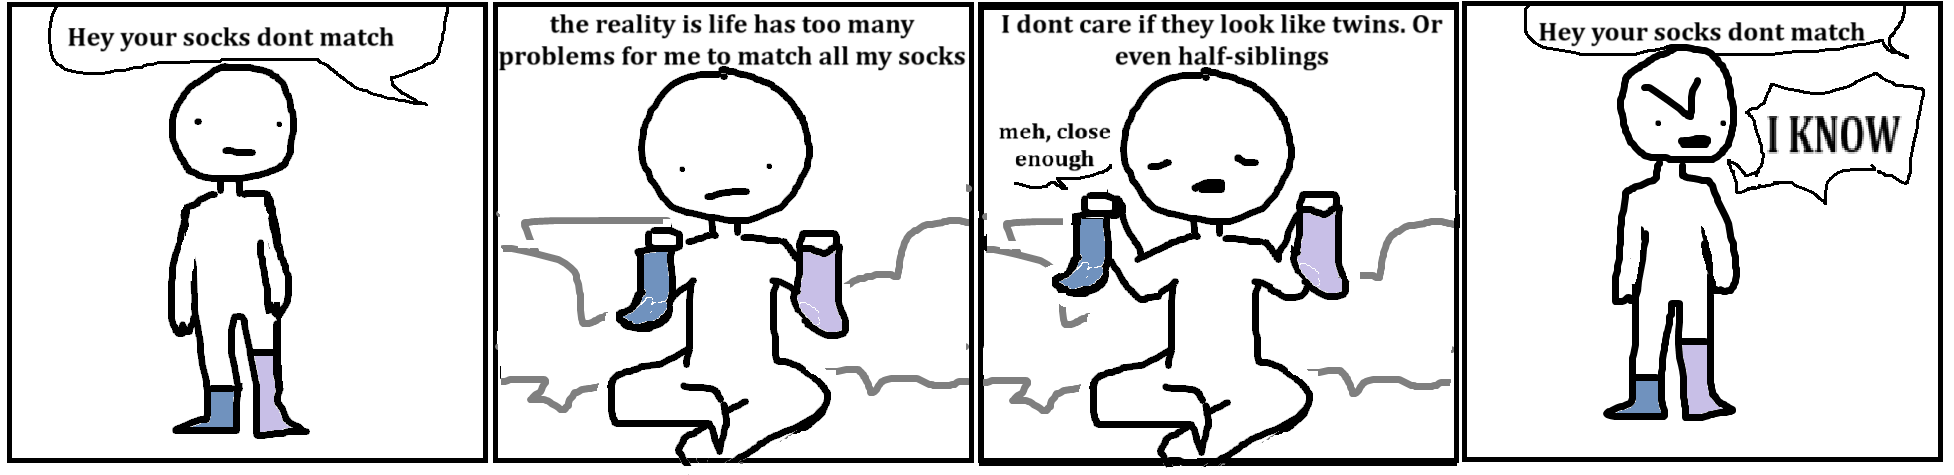 Hey your socks dont match
the reality is life has too many
problems for me to match all my socks
I dont care if they look like twins. Or
even half-siblings
meh, close
enough
Hey your socks dont match
I KNOW